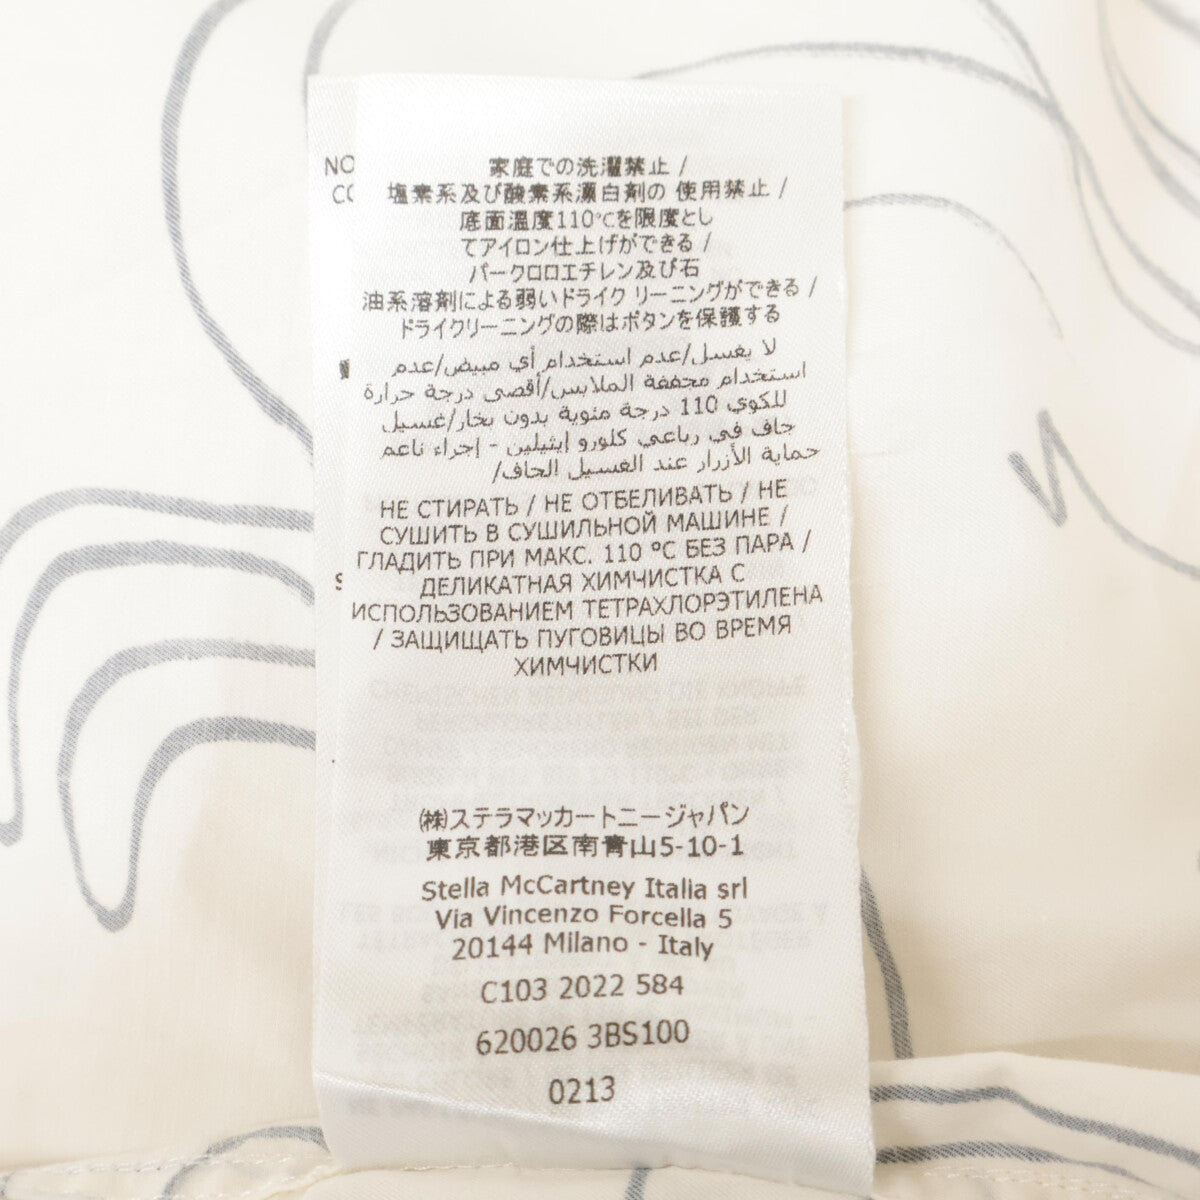 家庭での洗濯禁止 /
塩素系及び酸素系漂白剤の 使用禁止 /
底面温度110℃を限度とし
てアイロン仕上げができる /
パークロロエチレン及び石
油系溶剤による弱いドライク リーニングができる /
ドライクリーニングの際はボタンを保護する
لا يغسل/عدم استخدام أي مبيض/عدم
استخدام مجففة الملابس/أقصى درجة حرارة
للكوي 110 درجة مئوية بدون بخار/غسيل
جاف في رباعي كلورو إيثيلين - إجراء ناعم
حماية الأزرار عند الغسيل الجاف/
НЕ СТИРАТЬ / НЕ ОТБЕЛИВАТЬ / НЕ
СУШИТЬ В СУШИЛЬНОЙ МАШИНЕ /
ГЛАДИТЬ ПРИ МАКС. 110 °C БЕЗ ПАРА /
ДЕЛИКАТНАЯ ХИМЧИСТКА С
ИСПОЛЬЗОВАНИЕМ ТЕТРАХЛОРЭТИЛЕНА
/ ЗАЩИЩАТЬ ПУГОВИЦЫ ВО ВРЕМЯ
ХИМЧИСТКИ
㈱ステラマッカートニージャパン
東京都港区南青山5-10-1
Stella McCartney Italia srl
Via Vincenzo Forcella 5
20144 Milano - Italy
C103 2022 584
620026 3BS100
0213